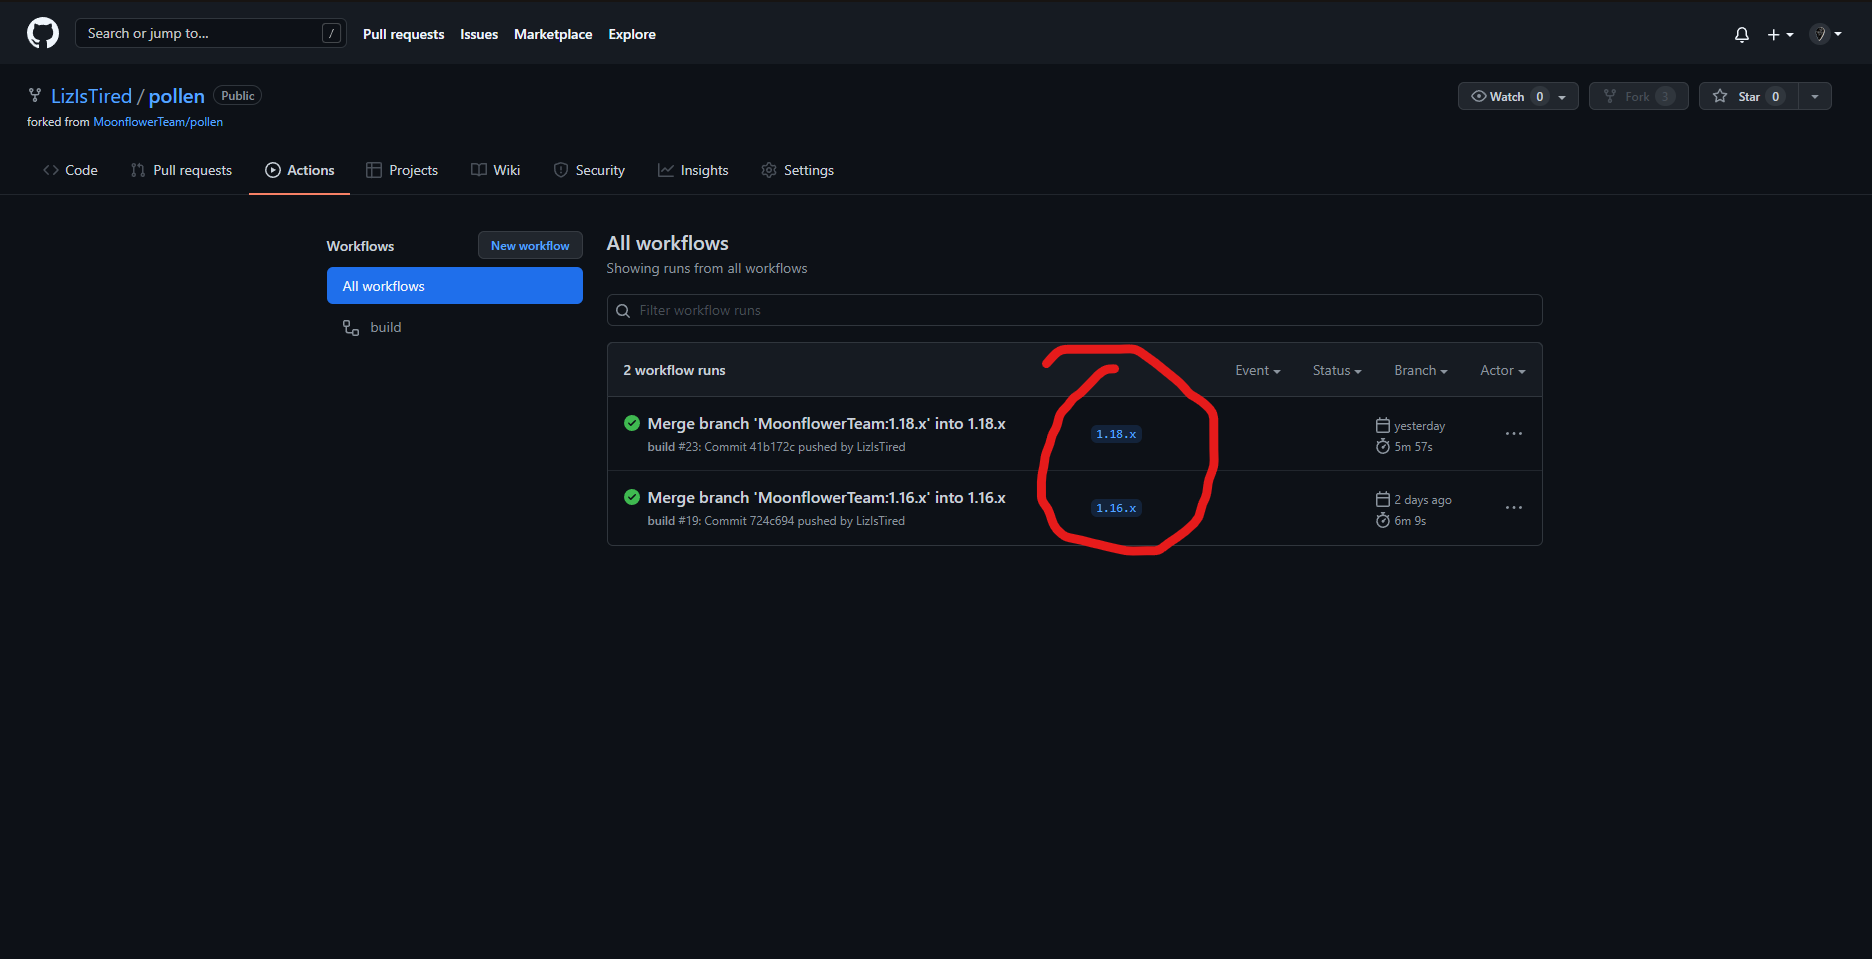 Search or jump to... /
Pull requests Issues Marketplace Explore
LizIsTired / pollen Public
Watch 0 Fork 3 Star 0
forked from MoonflowerTeam/pollen
Code Pull requests Actions Projects Wiki Security Insights Settings
Workflows New workflow
All workflows
build
All workflows
Showing runs from all workflows
Filter workflow runs
2 workflow runs Event Status Branch Actor
Merge branch 'MoonflowerTeam:1.18.x' into 1.18.x
build #23: Commit 41b172c pushed by LizIsTired
1.18.x
yesterday
5m 57s
Merge branch 'MoonflowerTeam:1.16.x' into 1.16.x
build #19: Commit 724c694 pushed by LizIsTired
1.16.x
2 days ago
6m 9s